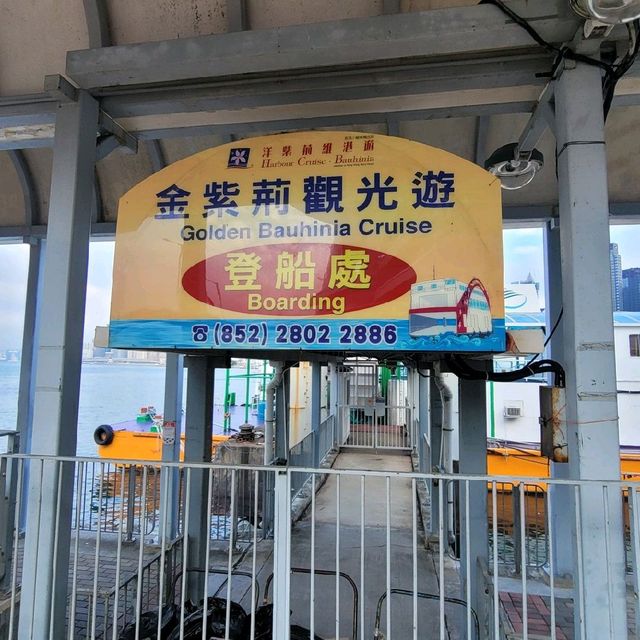 洋紫荊維港遊
Harbour Cruise · Bauhinia
金紫荊觀光遊
Golden Bauhinia Cruise
登船處
Boarding
☎ (852) 2802 2886